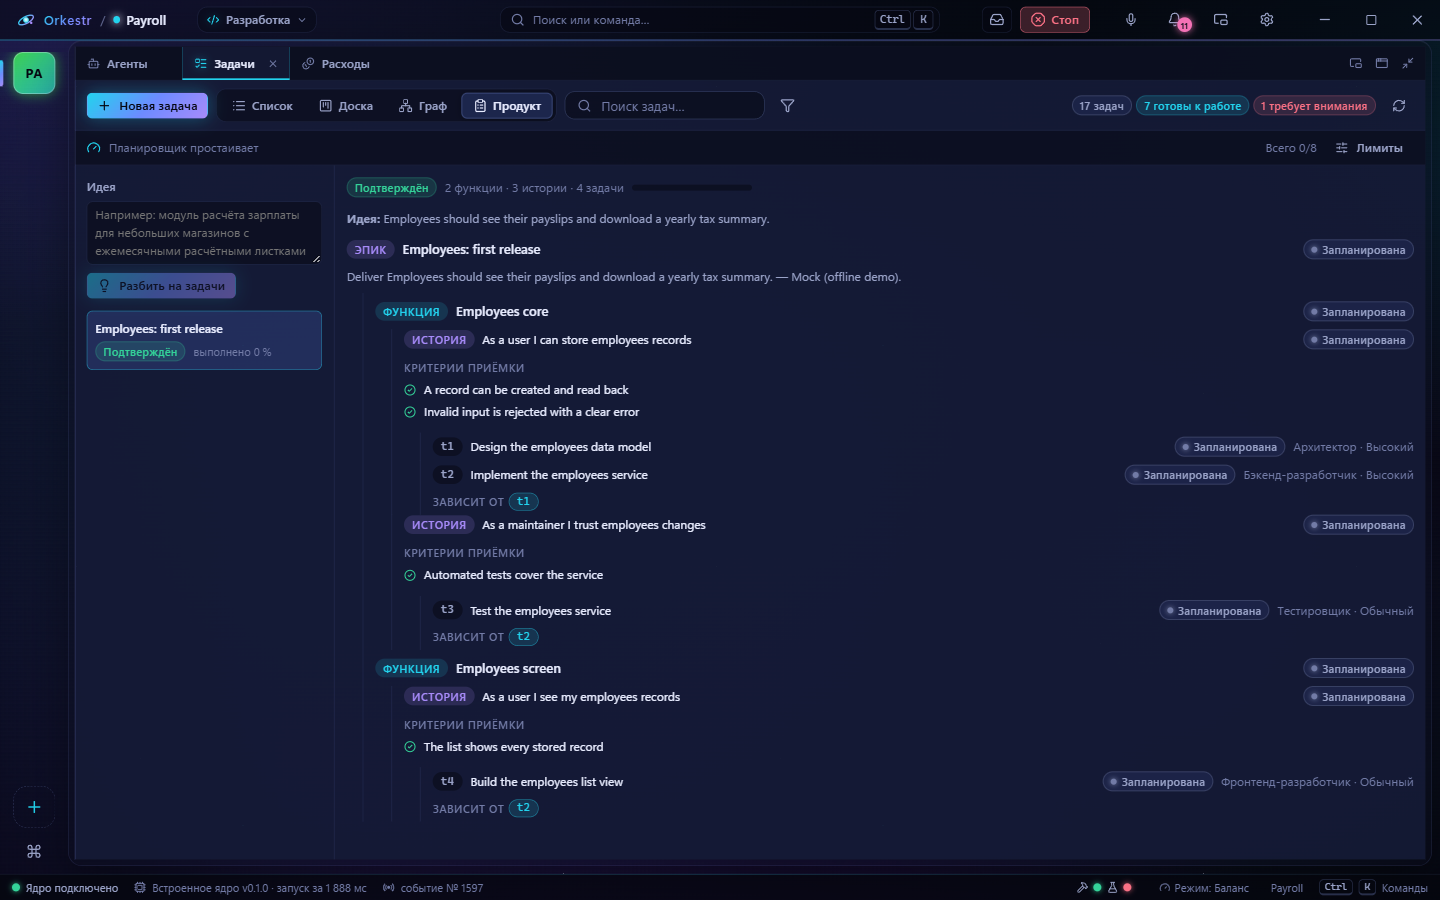 Orkestr / Payroll
Разработка
Поиск или команда...
Ctrl K
Стоп
11
PA
Агенты
Задачи
Расходы
Новая задача
Список
Доска
Граф
Продукт
Поиск задач...
17 задач
7 готовы к работе
1 требует внимания
Планировщик простаивает
Всего 0/8
Лимиты
Идея
Например: модуль расчёта зарплаты
для небольших магазинов с
ежемесячными расчётными листками
Разбить на задачи
Employees: first release
Подтверждён выполнено 0 %
Подтверждён 2 функции · 3 истории · 4 задачи
Идея: Employees should see their payslips and download a yearly tax summary.
ЭПИК Employees: first release Запланирована
Deliver Employees should see their payslips and download a yearly tax summary. — Mock (offline demo).
ФУНКЦИЯ Employees core Запланирована
ИСТОРИЯ As a user I can store employees records Запланирована
КРИТЕРИИ ПРИЁМКИ
A record can be created and read back
Invalid input is rejected with a clear error
t1 Design the employees data model Запланирована Архитектор · Высокий
t2 Implement the employees service Запланирована Бэкенд-разработчик · Высокий
ЗАВИСИТ ОТ t1
ИСТОРИЯ As a maintainer I trust employees changes Запланирована
КРИТЕРИИ ПРИЁМКИ
Automated tests cover the service
t3 Test the employees service Запланирована Тестировщик · Обычный
ЗАВИСИТ ОТ t2
ФУНКЦИЯ Employees screen Запланирована
ИСТОРИЯ As a user I see my employees records Запланирована
КРИТЕРИИ ПРИЁМКИ
The list shows every stored record
t4 Build the employees list view Запланирована Фронтенд-разработчик · Обычный
ЗАВИСИТ ОТ t2
Ядро подключено
Встроенное ядро v0.1.0 · запуск за 1 888 мс
событие № 1597
Режим: Баланс
Payroll
Ctrl K Команды